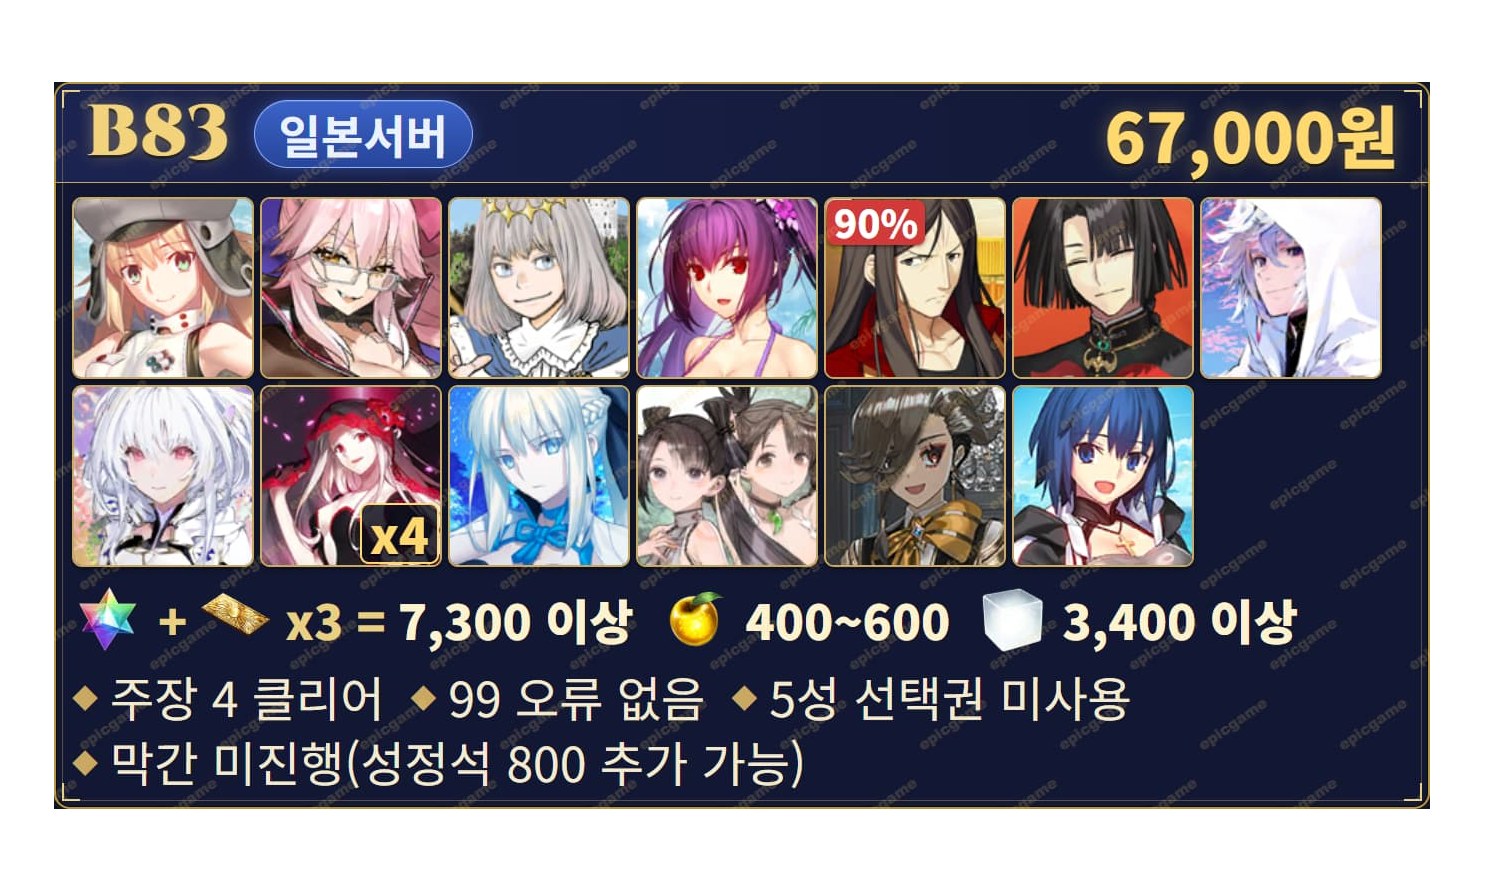 B83 일본서버 67,000원
90%
x4
+ x3 = 7,300 이상 400~600 3,400 이상
◆ 주장 4 클리어 ◆ 99 오류 없음 ◆ 5성 선택권 미사용
◆ 막간 미진행(성정석 800 추가 가능)
epicgame